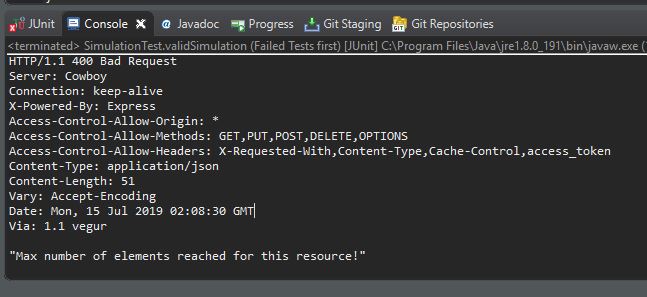 JUnit Console Javadoc Progress Git Staging Git Repositories
<terminated> SimulationTest.validSimulation (Failed Tests first) [JUnit] C:\Program Files\Java\jre1.8.0_191\bin\javaw.exe (
HTTP/1.1 400 Bad Request
Server: Cowboy
Connection: keep-alive
X-Powered-By: Express
Access-Control-Allow-Origin: *
Access-Control-Allow-Methods: GET,PUT,POST,DELETE,OPTIONS
Access-Control-Allow-Headers: X-Requested-With,Content-Type,Cache-Control,access_token
Content-Type: application/json
Content-Length: 51
Vary: Accept-Encoding
Date: Mon, 15 Jul 2019 02:08:30 GMT
Via: 1.1 vegur
"Max number of elements reached for this resource!"